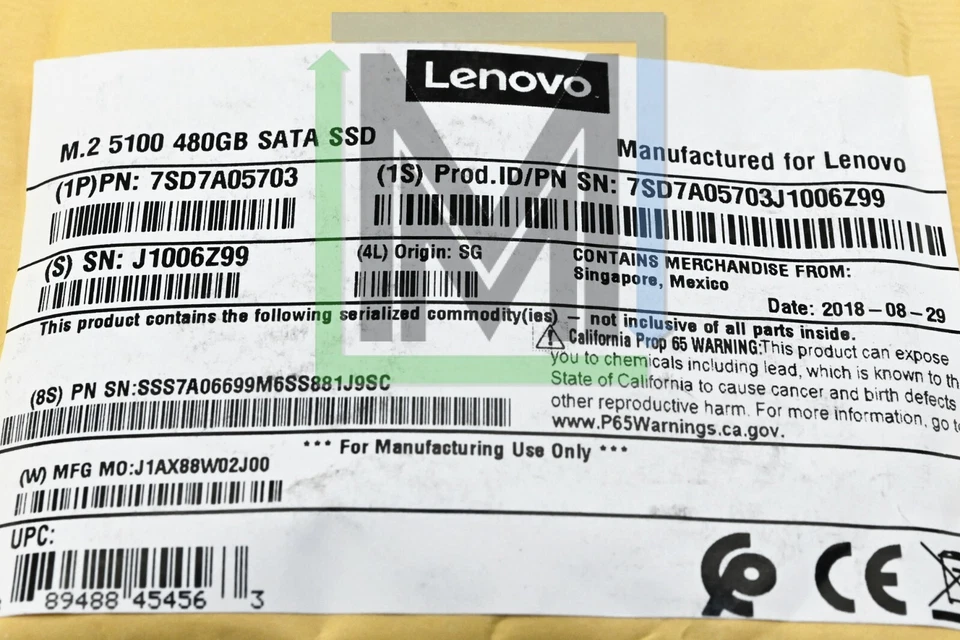 Lenovo
M.2 5100 480GB SATA SSD
Manufactured for Lenovo
(1P)PN: 7SD7A05703
(1S) Prod.ID/PN SN: 7SD7A05703J1006Z99
(S) SN: J1006Z99
(4L) Origin: SG
CONTAINS MERCHANDISE FROM:
Singapore, Mexico
Date: 2018-08-29
This product contains the following serialized commodity(ies) - not inclusive of all parts inside.
California Prop 65 WARNING:This product can expose
you to chemicals including lead, which is known to
State of California to cause cancer and birth defects
other reproductive harm. For more information, go
www.P65Warnings.ca.gov.
(8S) PN SN:SSS7A06699M6SS881J9SC
*** For Manufacturing Use Only ***
(W) MFG MO:J1AX88W02J00
UPC:
89488 45456 3
CE